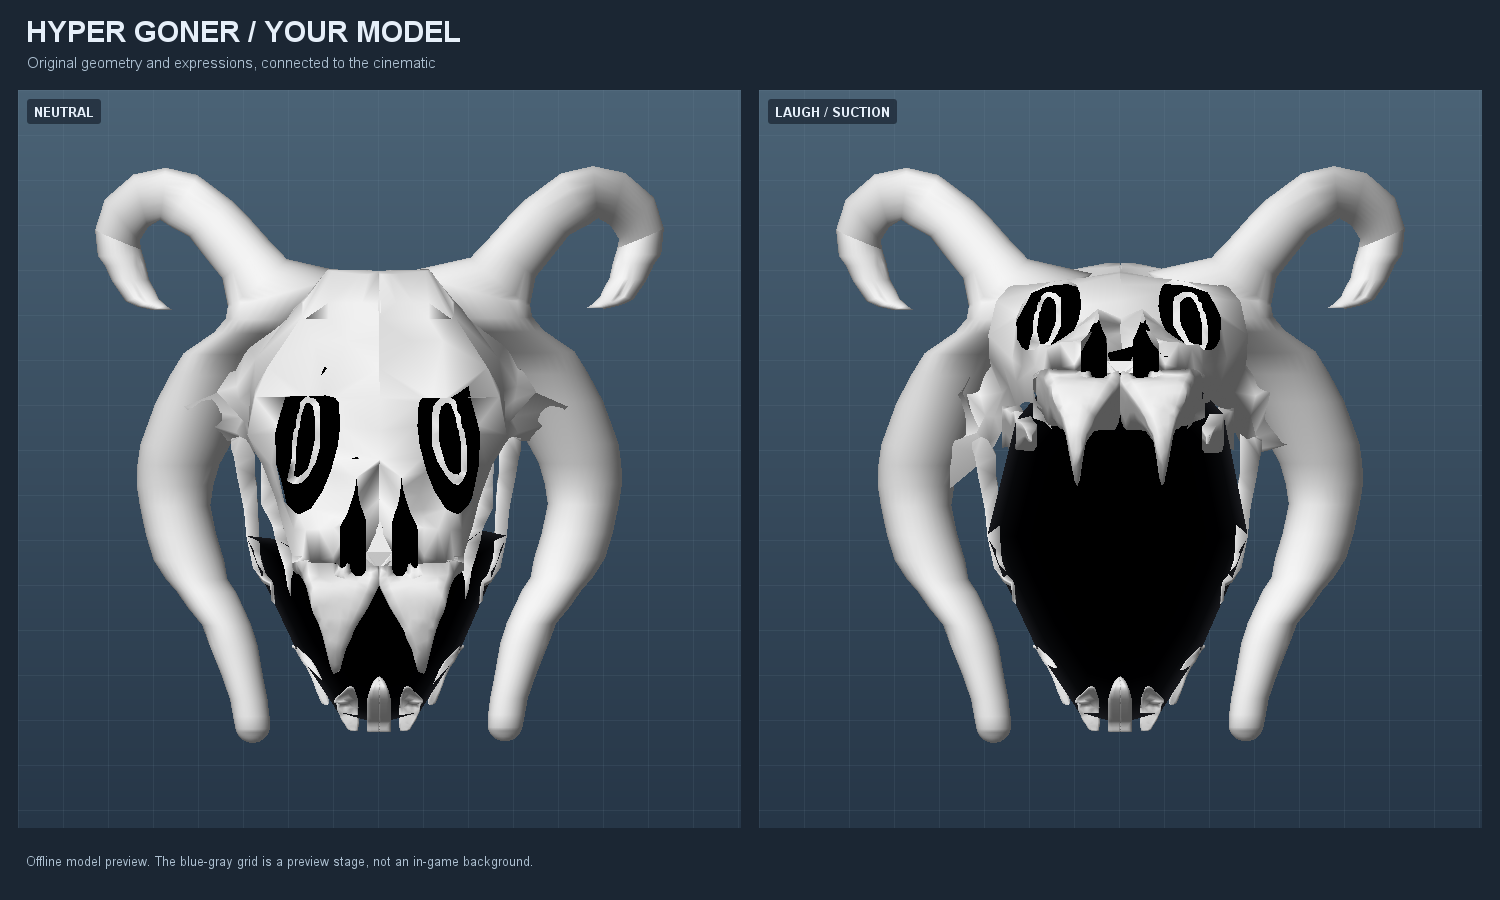 HYPER GONER / YOUR MODEL
Original geometry and expressions, connected to the cinematic
NEUTRAL
LAUGH / SUCTION
Offline model preview. The blue-gray grid is a preview stage, not an in-game background.